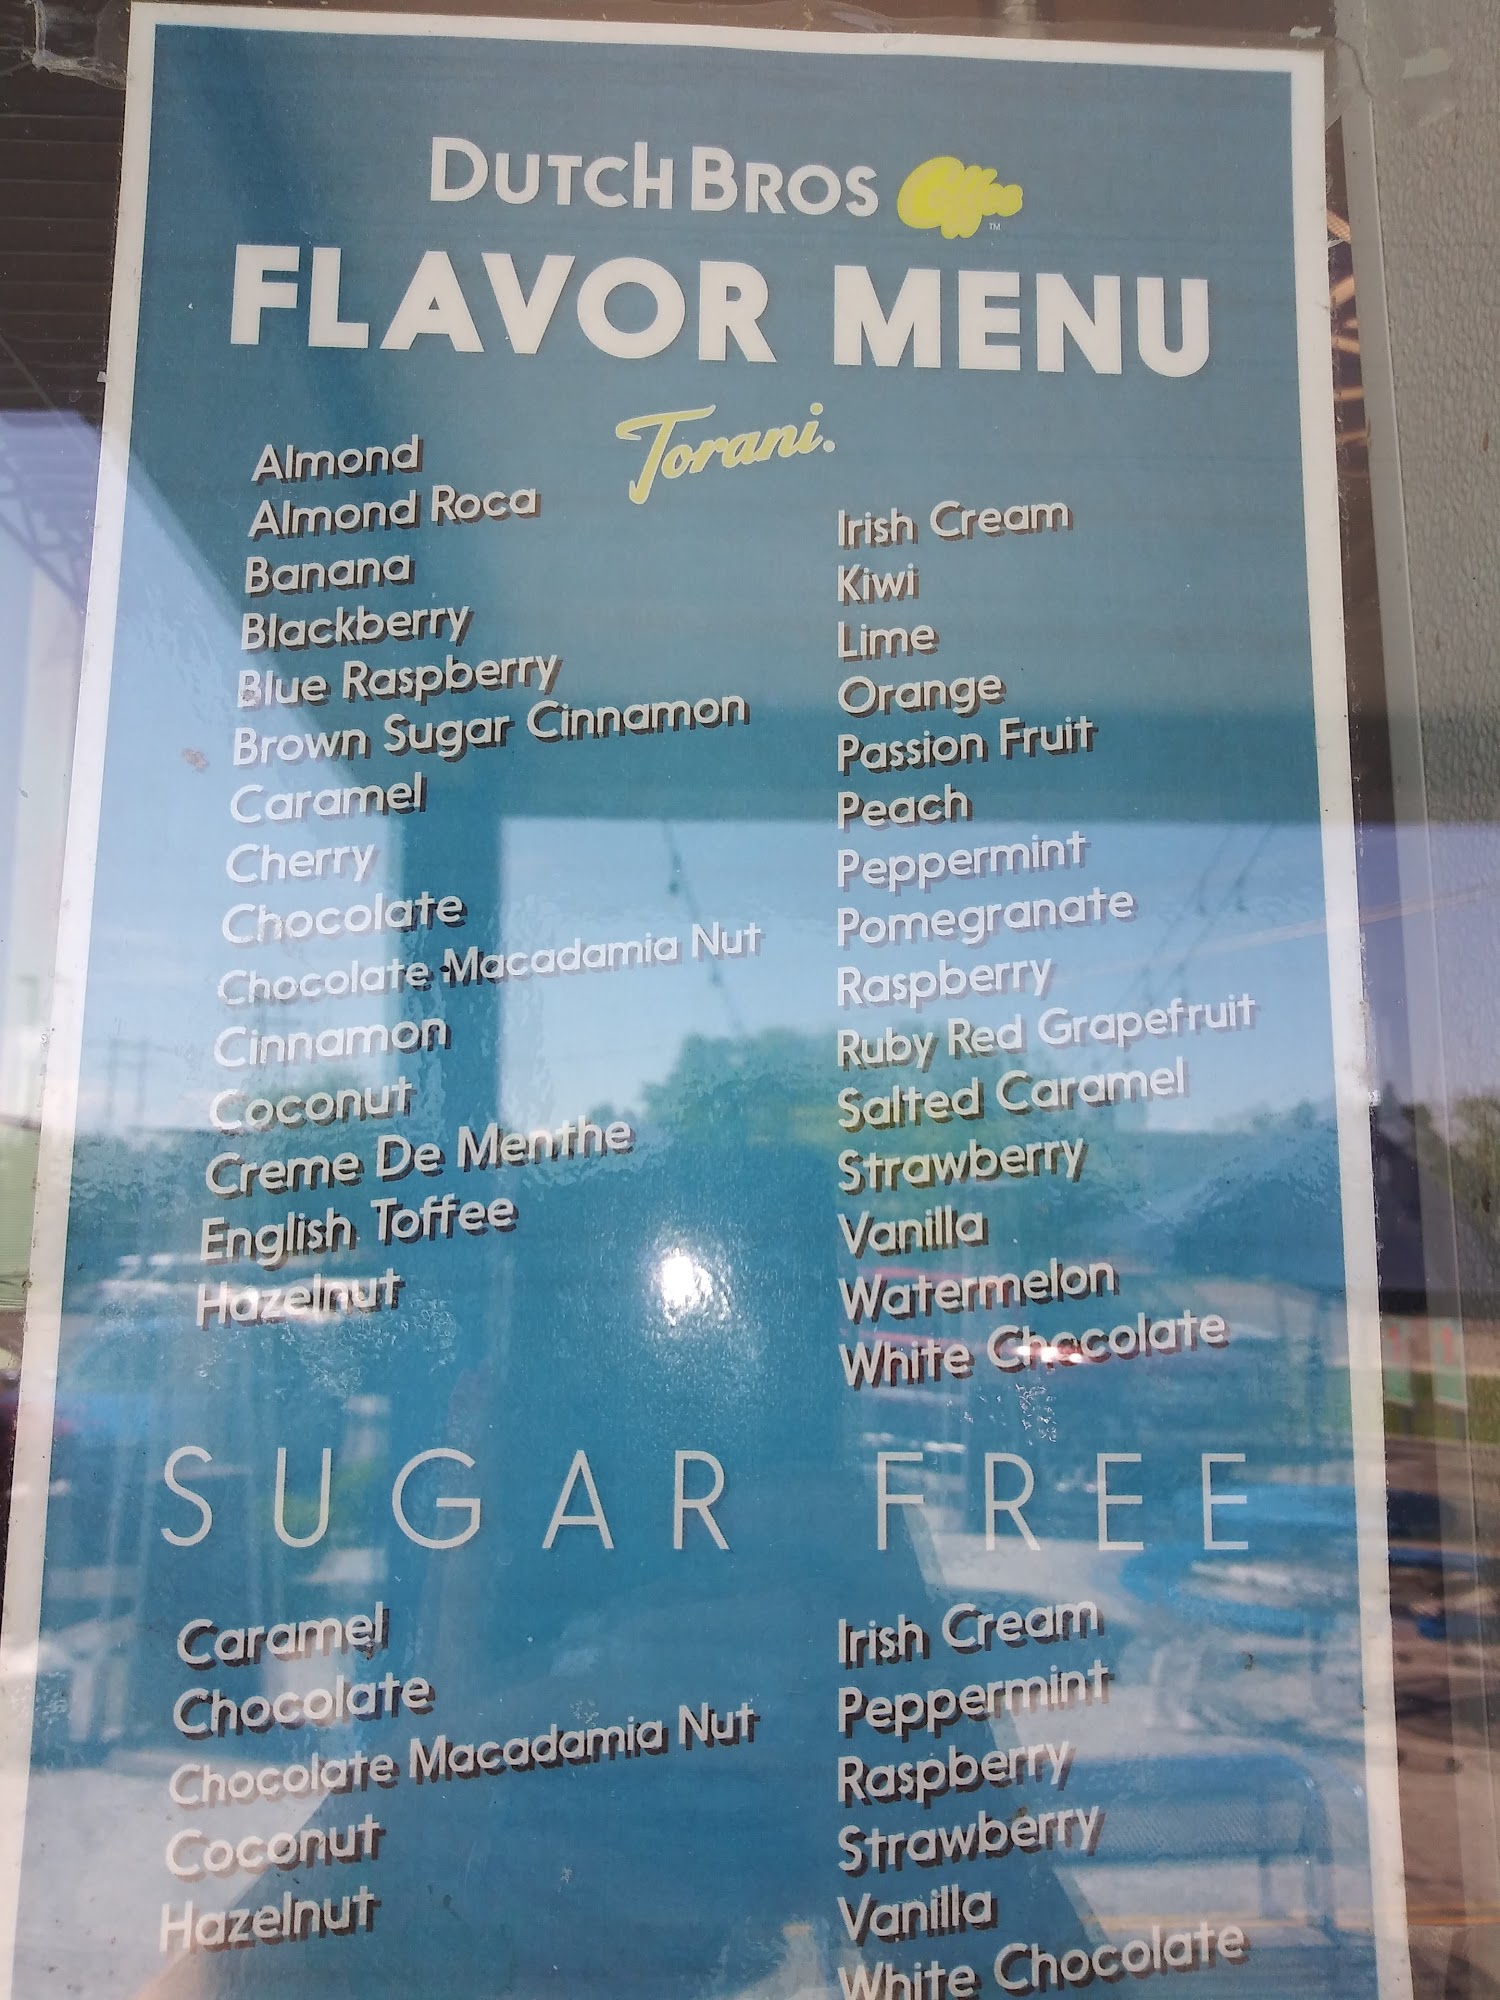 DUTCH BROS Coffee TM
FLAVOR MENU
Torani.
Almond
Almond Roca
Banana
Blackberry
Blue Raspberry
Brown Sugar Cinnamon
Caramel
Cherry
Chocolate
Chocolate Macadamia Nut
Cinnamon
Coconut
Creme De Menthe
English Toffee
Hazelnut
Irish Cream
Kiwi
Lime
Orange
Passion Fruit
Peach
Peppermint
Pomegranate
Raspberry
Ruby Red Grapefruit
Salted Caramel
Strawberry
Vanilla
Watermelon
White Chocolate
SUGAR FREE
Caramel
Chocolate
Chocolate Macadamia Nut
Coconut
Hazelnut
Irish Cream
Peppermint
Raspberry
Strawberry
Vanilla
White Chocolate